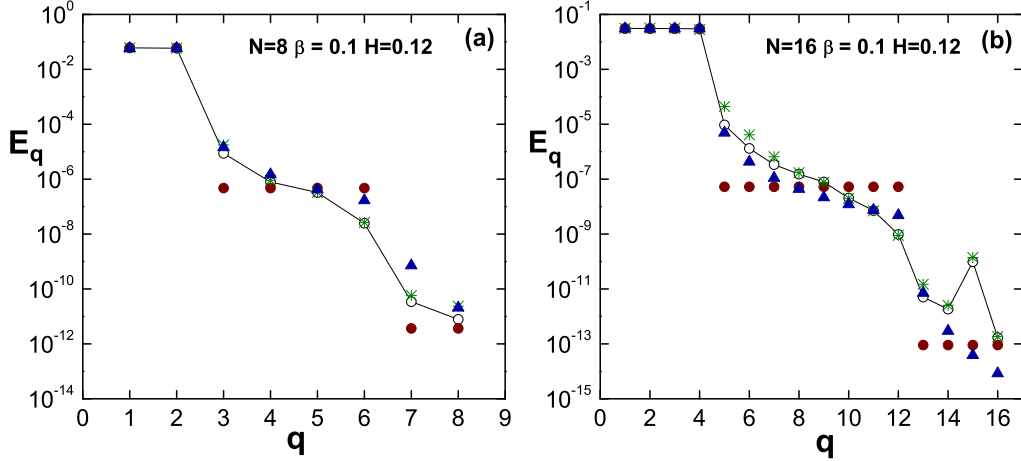 N=8 β = 0.1 H=0.12 (a)
E_q
10^0
10^-2
10^-4
10^-6
10^-8
10^-10
10^-12
10^-14
0 1 2 3 4 5 6 7 8 9
q
N=16 β = 0.1 H=0.12 (b)
E_q
10^-1
10^-3
10^-5
10^-7
10^-9
10^-11
10^-13
10^-15
0 2 4 6 8 10 12 14 16
q